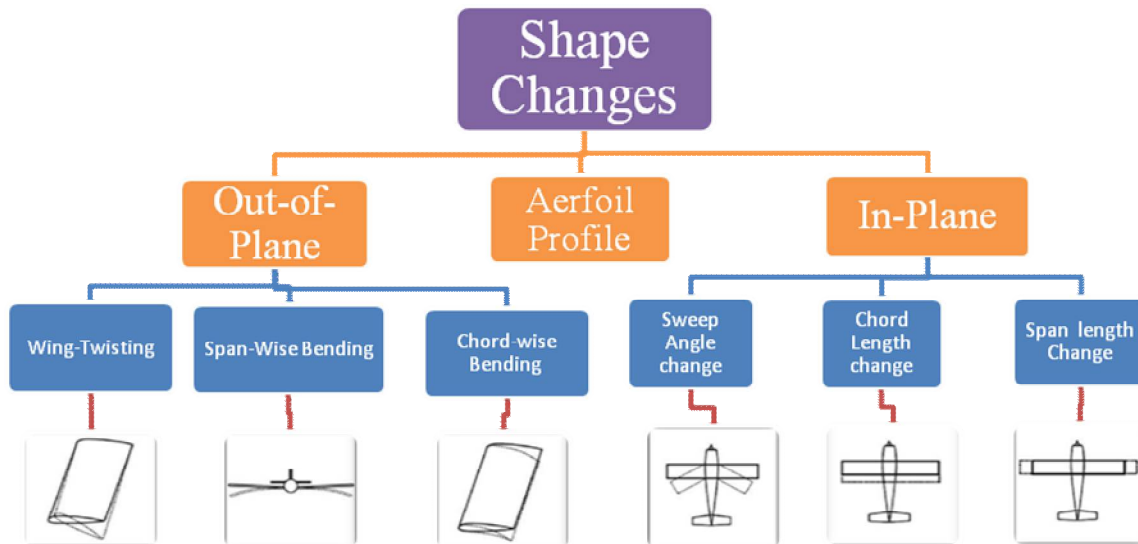 Shape
Changes
Out-of-
Plane
Aerfoil
Profile
In-Plane
Wing-Twisting
Span-Wise Bending
Chord-wise
Bending
Sweep
Angle
change
Chord
Length
change
Span length
Change